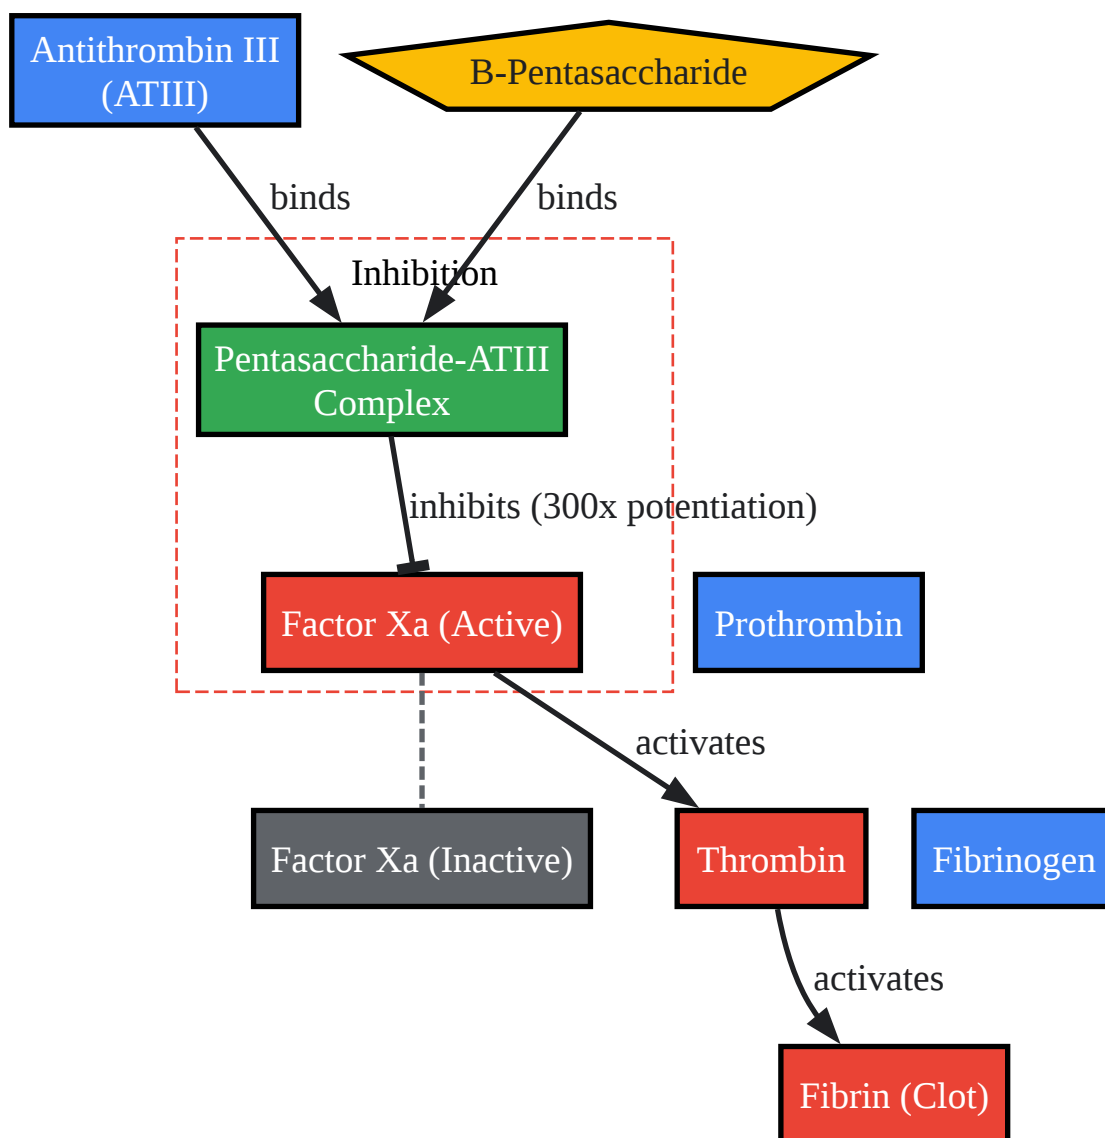 Antithrombin III
(ATIII)
B-Pentasaccharide
binds
binds
Inhibition
Pentasaccharide-ATIII
Complex
inhibits (300x potentiation)
Factor Xa (Active)
Prothrombin
activates
Factor Xa (Inactive)
Thrombin
Fibrinogen
activates
Fibrin (Clot)